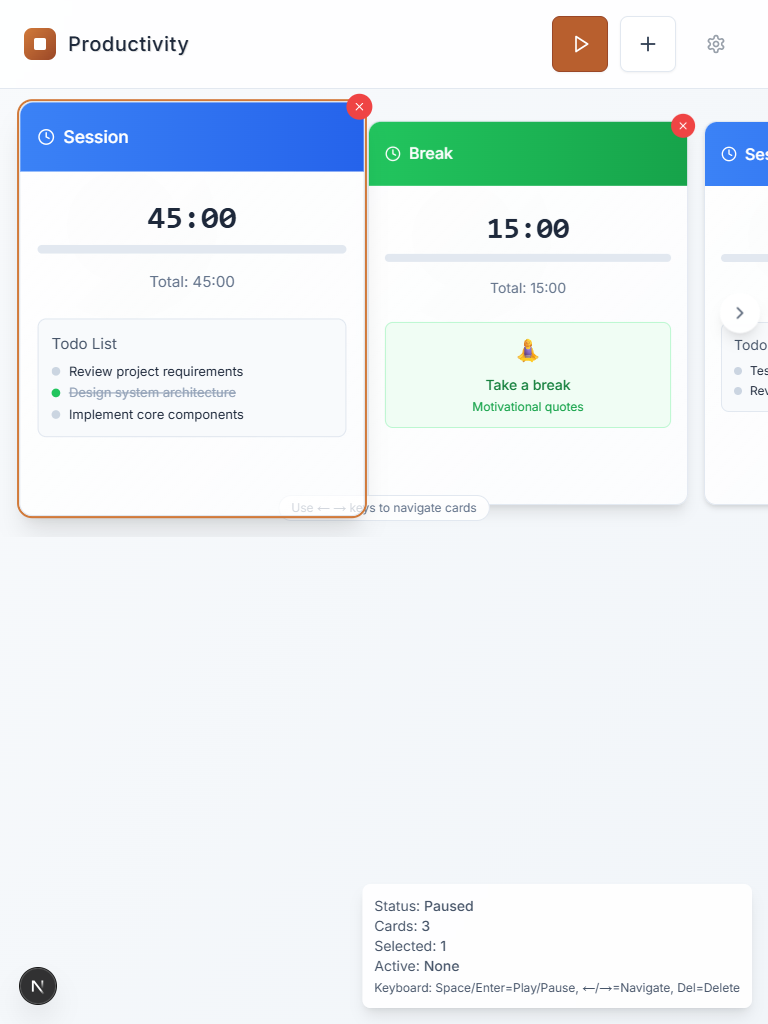 Productivity
Session
45:00
Total: 45:00
Todo List
Review project requirements
Design system architecture
Implement core components
Break
15:00
Total: 15:00
Take a break
Motivational quotes
Ses
Todo
Tes
Rev
Use ← → keys to navigate cards
Status: Paused
Cards: 3
Selected: 1
Active: None
Keyboard: Space/Enter=Play/Pause, ←/→=Navigate, Del=Delete
N